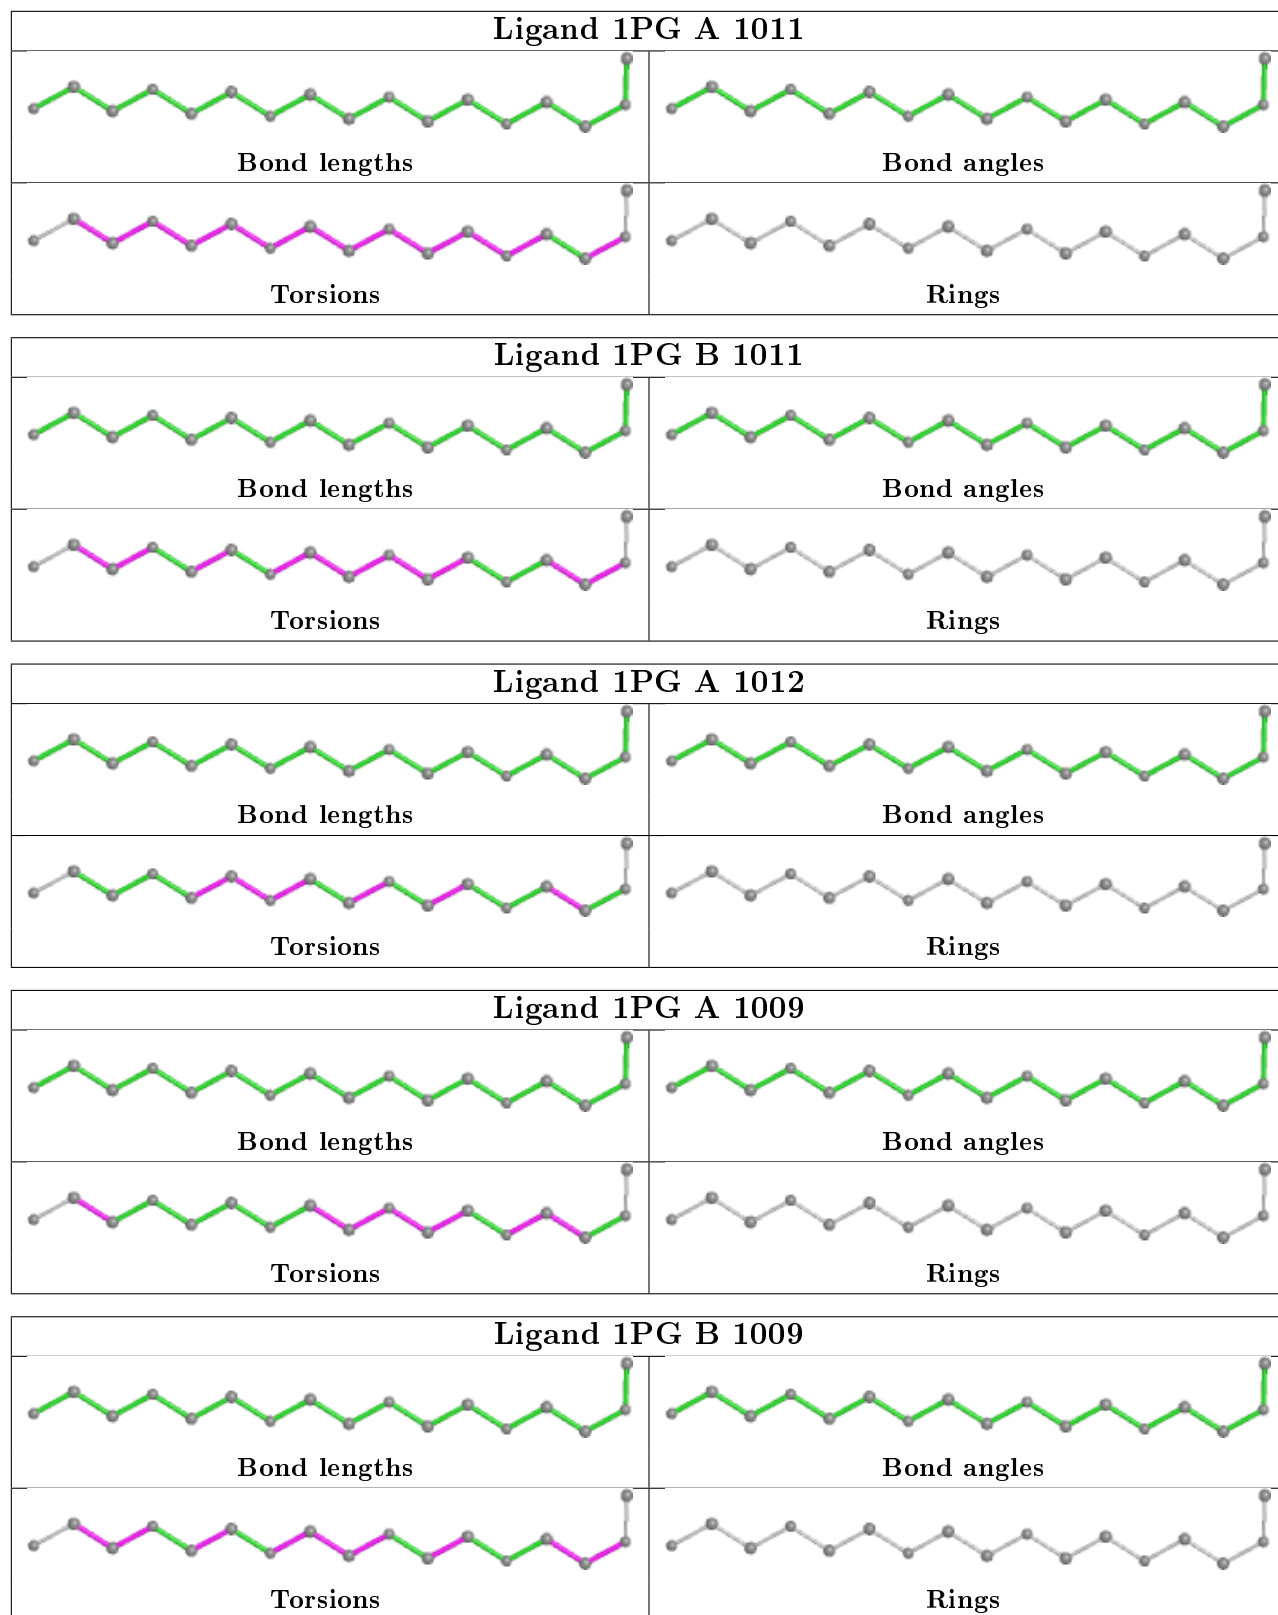 Ligand 1PG A 1011
Bond lengths
Bond angles
Torsions
Rings
Ligand 1PG B 1011
Bond lengths
Bond angles
Torsions
Rings
Ligand 1PG A 1012
Bond lengths
Bond angles
Torsions
Rings
Ligand 1PG A 1009
Bond lengths
Bond angles
Torsions
Rings
Ligand 1PG B 1009
Bond lengths
Bond angles
Torsions
Rings